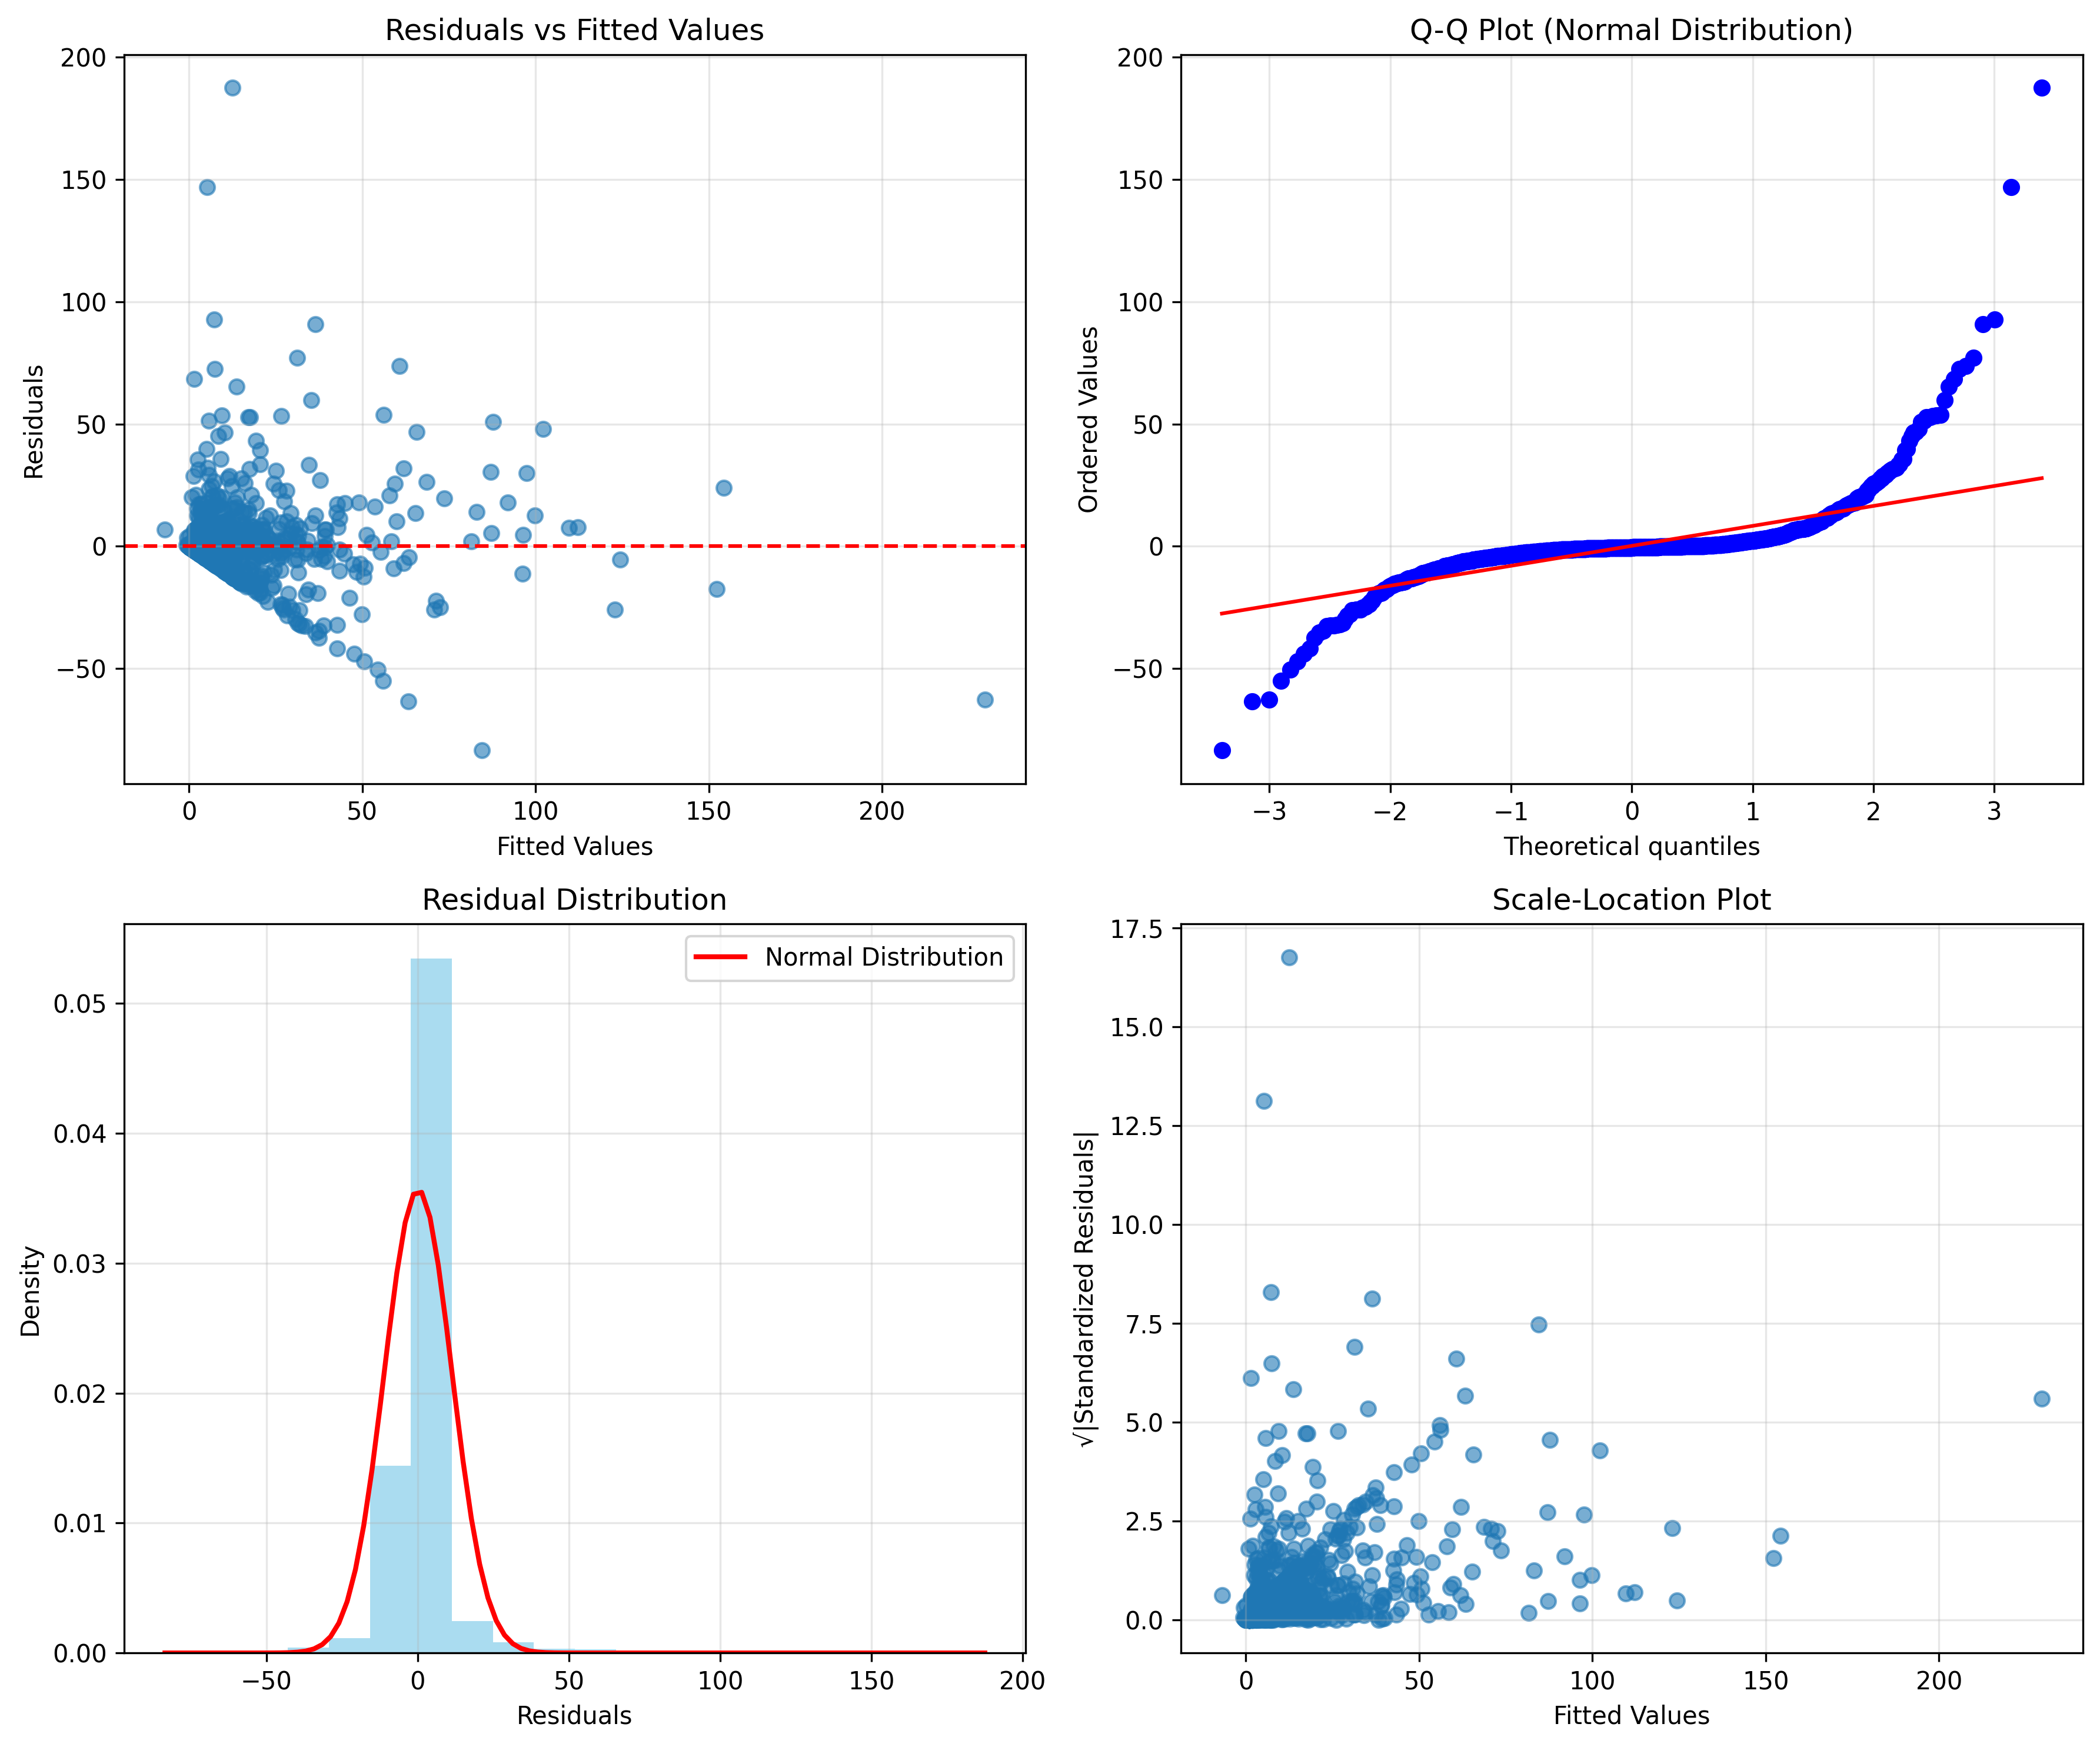 Residuals vs Fitted Values
200
150
100
50
0
−50
Residuals
0 50 100 150 200
Fitted Values
Q-Q Plot (Normal Distribution)
200
150
100
50
0
−50
Ordered Values
−3 −2 −1 0 1 2 3
Theoretical quantiles
Residual Distribution
Normal Distribution
0.05
0.04
0.03
0.02
0.01
0.00
Density
−50 0 50 100 150 200
Residuals
Scale-Location Plot
17.5
15.0
12.5
10.0
7.5
5.0
2.5
0.0
√|Standardized Residuals|
0 50 100 150 200
Fitted Values